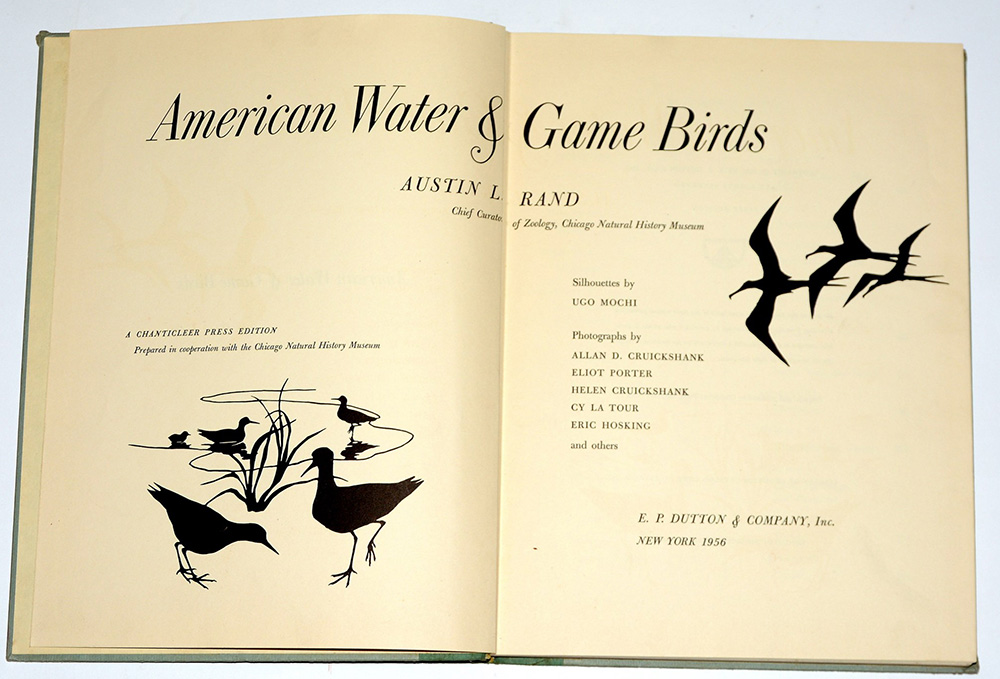 American Water & Game Birds
AUSTIN L. RAND
Chief Curator of Zoology, Chicago Natural History Museum
Silhouettes by
UGO MOCHI
Photographs by
ALLAN D. CRUICKSHANK
ELIOT PORTER
HELEN CRUICKSHANK
CY LA TOUR
ERIC HOSKING
and others
A CHANTICLEER PRESS EDITION
Prepared in cooperation with the Chicago Natural History Museum
E. P. DUTTON & COMPANY, Inc.
NEW YORK 1956